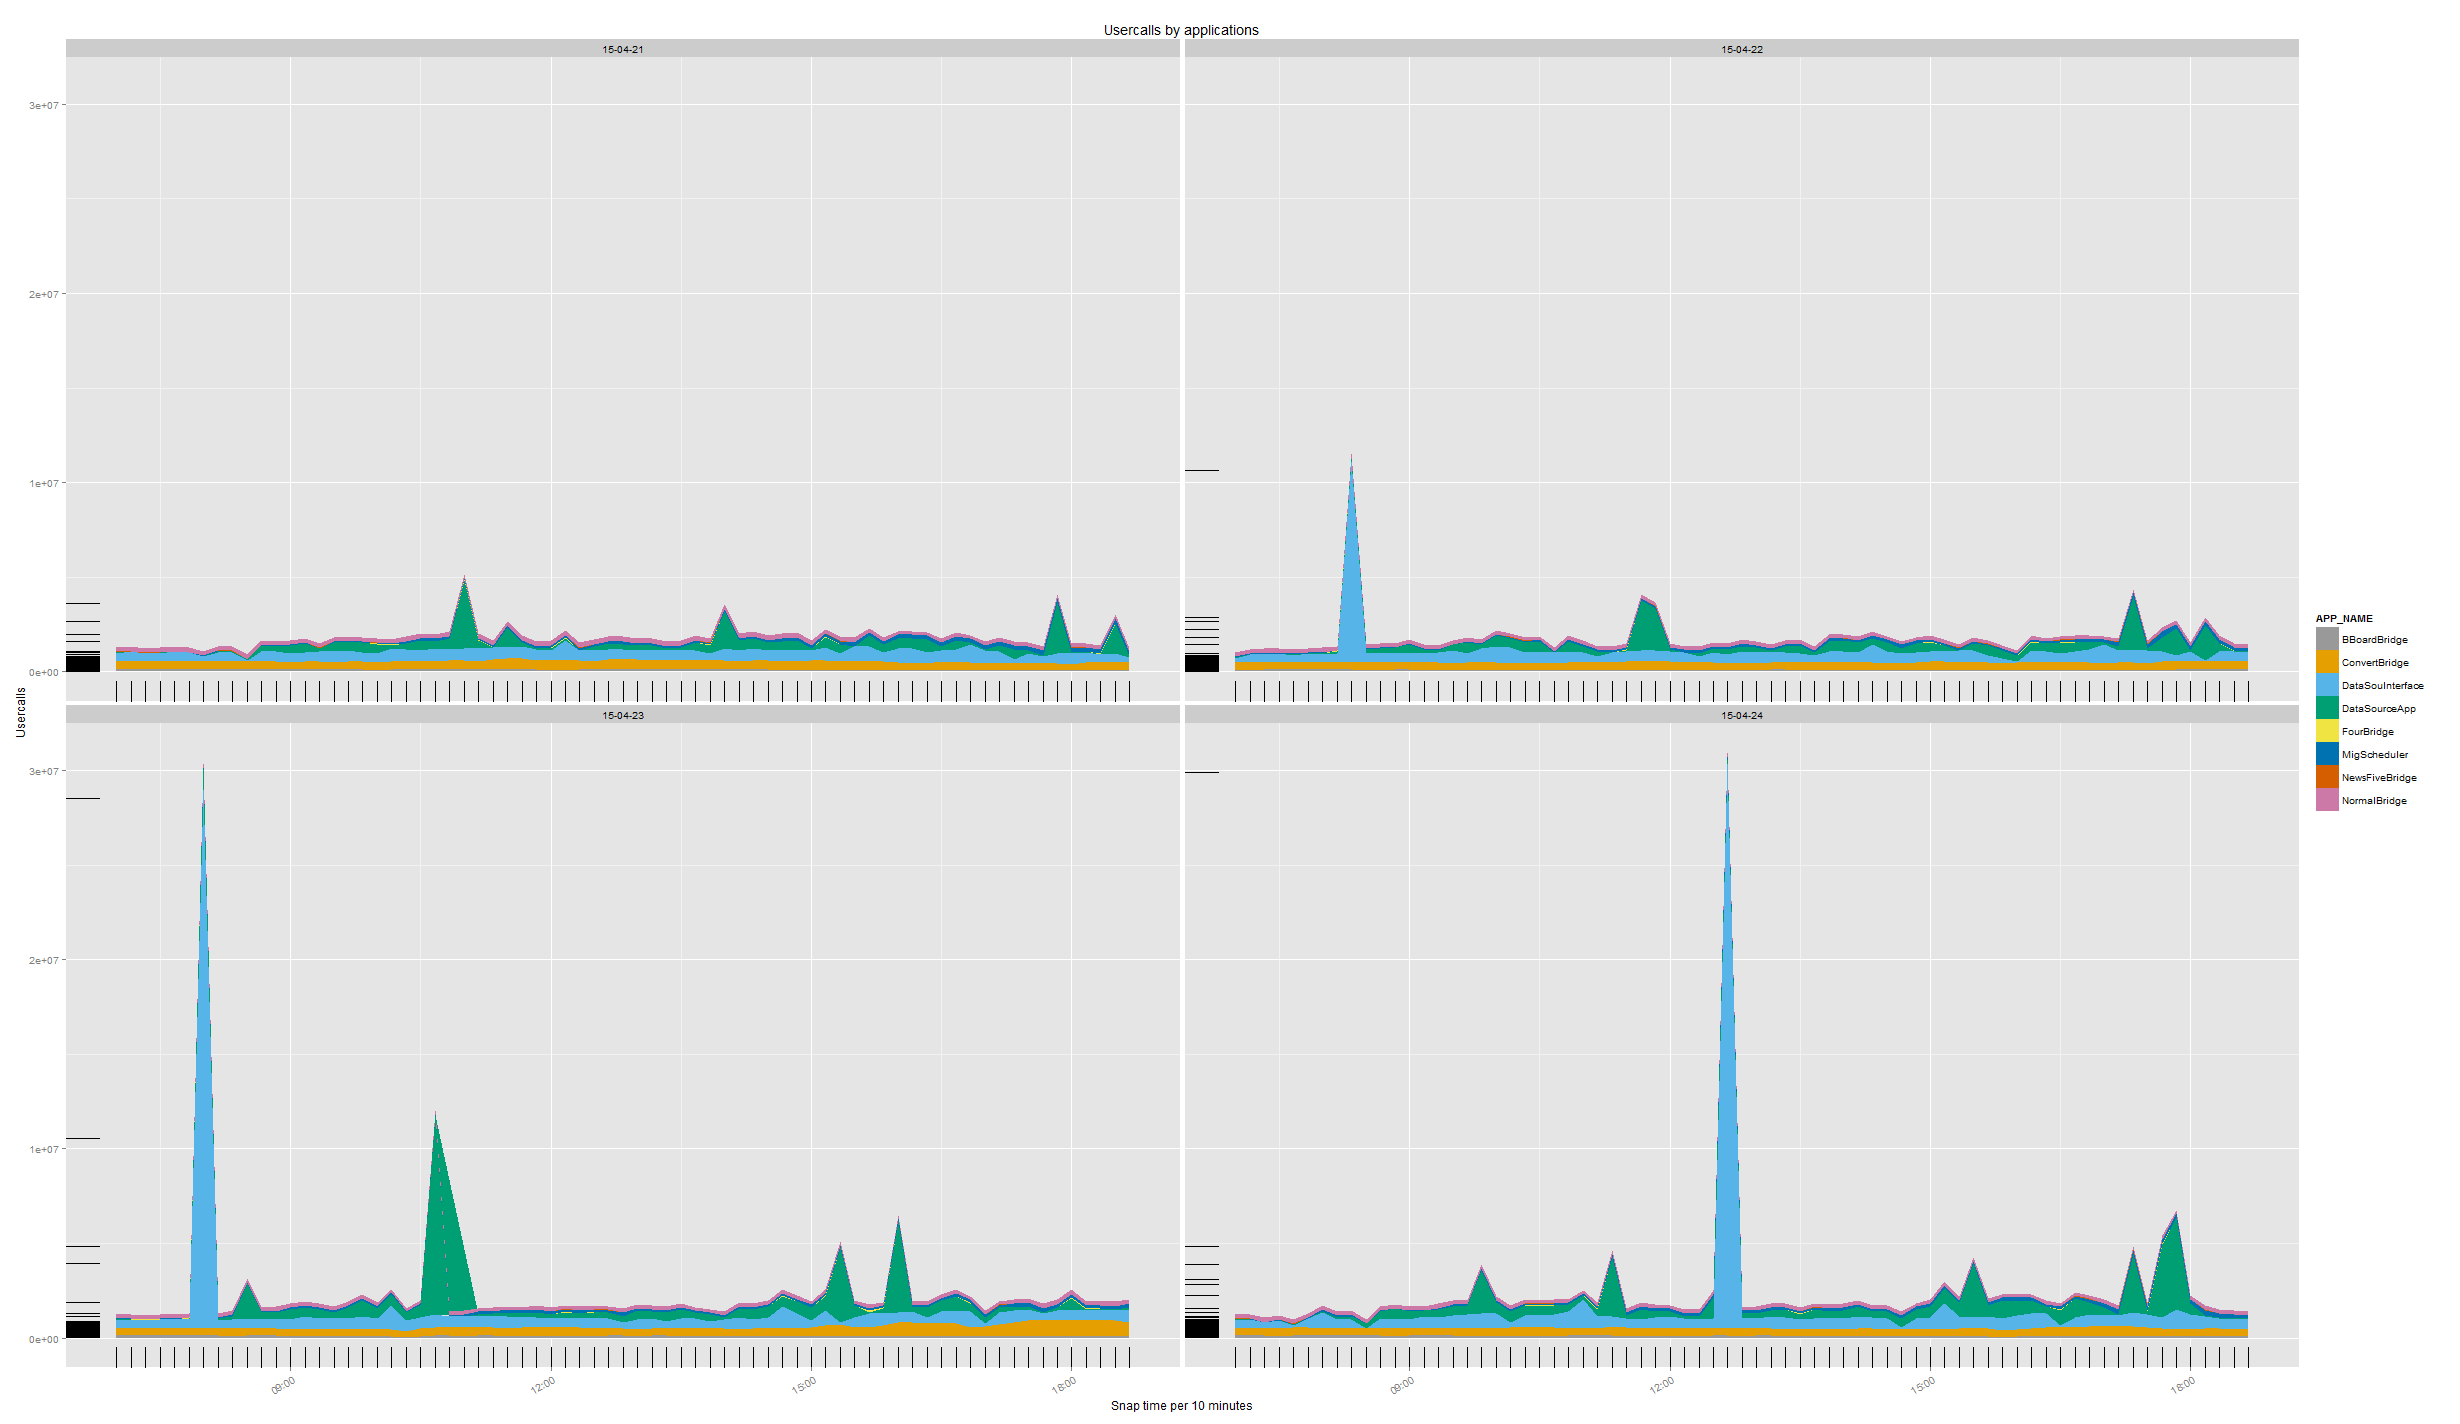 Usercalls by applications
15-04-21
15-04-22
3e+07
2e+07
1e+07
0e+00
15-04-23
15-04-24
3e+07
2e+07
1e+07
0e+00
09:00
12:00
15:00
18:00
09:00
12:00
15:00
18:00
Snap time per 10 minutes
Usercalls
APP_NAME
BBoardBridge
ConvertBridge
DataSouInterface
DataSourceApp
FourBridge
MigScheduler
NewsFiveBridge
NormalBridge